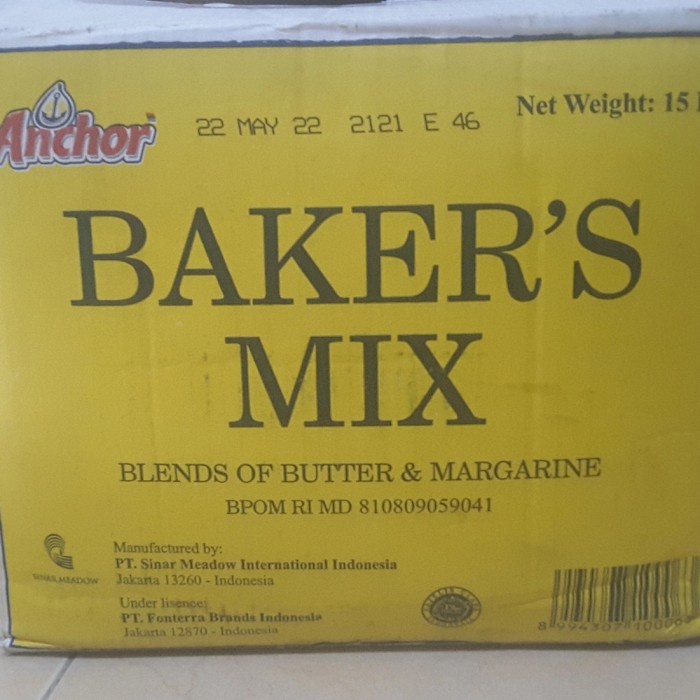 Anchor
22 MAY 22 2121 E 46
Net Weight: 15
BAKER'S
MIX
BLENDS OF BUTTER & MARGARINE
BPOM RI MD 810809059041
Manufactured by:
PT. Sinar Meadow International Indonesia
Jakarta 13260 - Indonesia
SINAR MEADOW
Under lisence:
PT. Fonterra Brands Indonesia
Jakarta 12870 - Indonesia